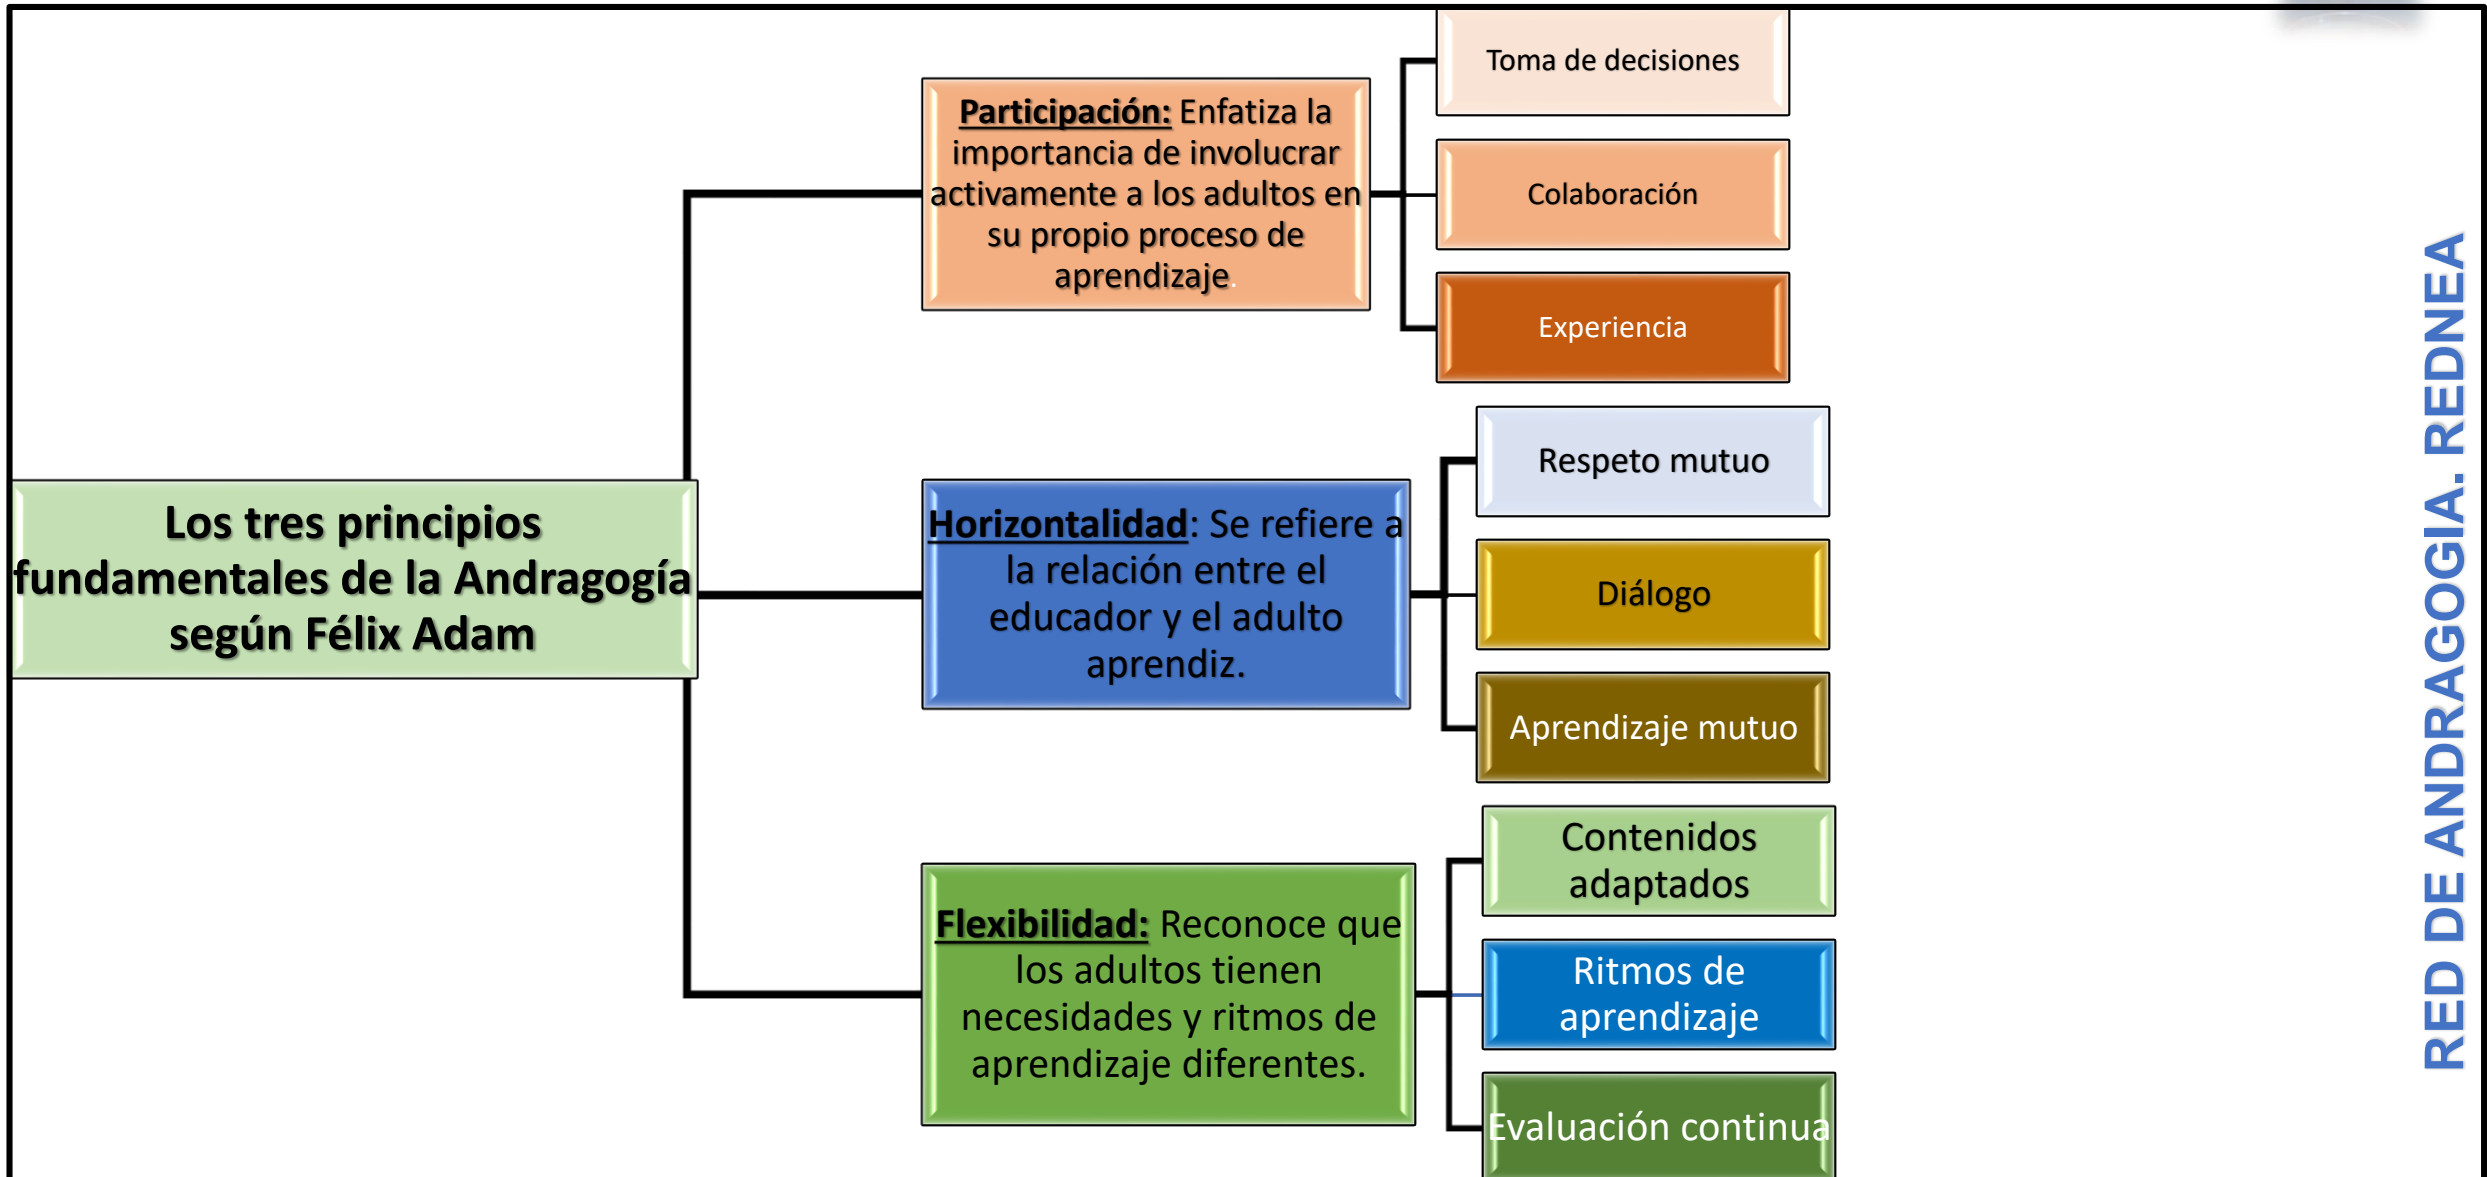 Los tres principios
fundamentales de la Andragogía
según Félix Adam
Participación: Enfatiza la
importancia de involucrar
activamente a los adultos en
su propio proceso de
aprendizaje.
Toma de decisiones
Colaboración
Experiencia
Horizontalidad: Se refiere a
la relación entre el
educador y el adulto
aprendiz.
Respeto mutuo
Diálogo
Aprendizaje mutuo
Flexibilidad: Reconoce que
los adultos tienen
necesidades y ritmos de
aprendizaje diferentes.
Contenidos
adaptados
Ritmos de
aprendizaje
Evaluación continua
RED DE ANDRAGOGIA. REDNEA